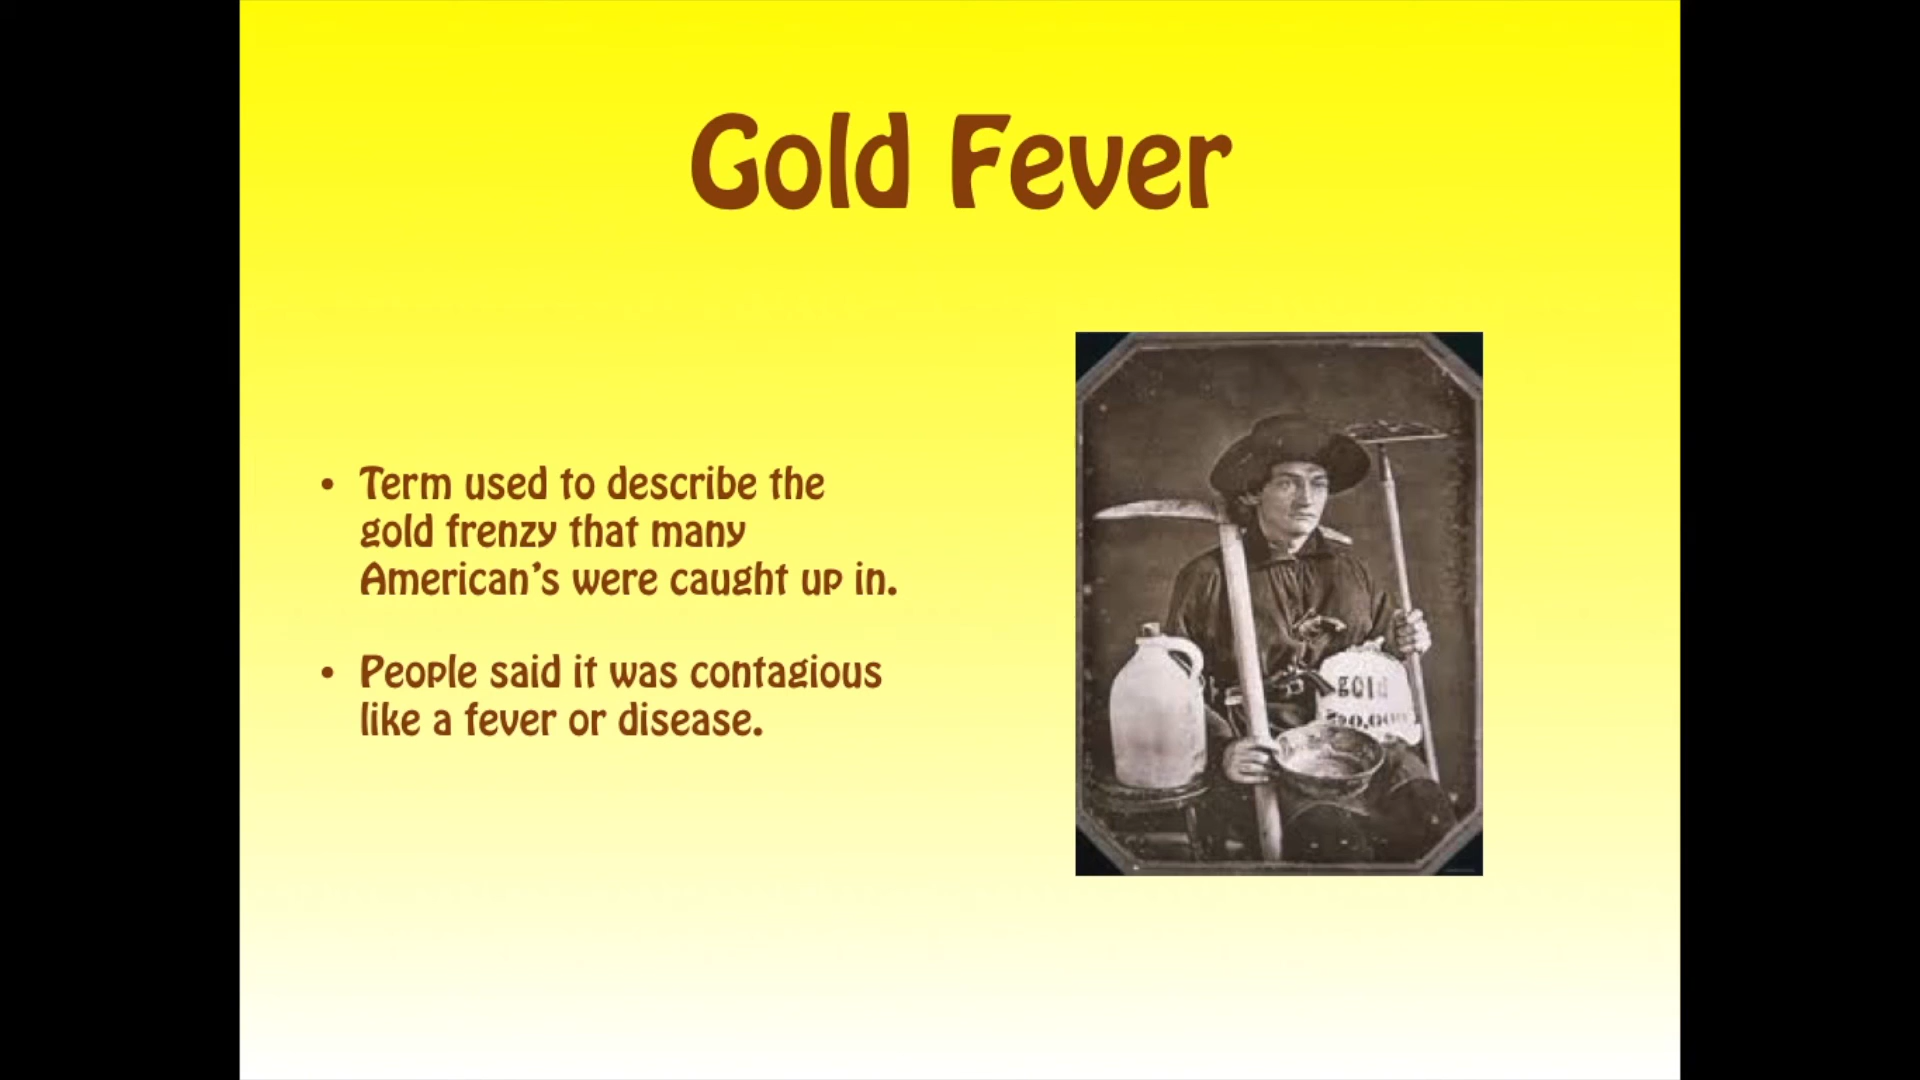 Gold Fever
• Term used to describe the
gold frenzy that many
American’s were caught up in.
• People said it was contagious
like a fever or disease.
gold